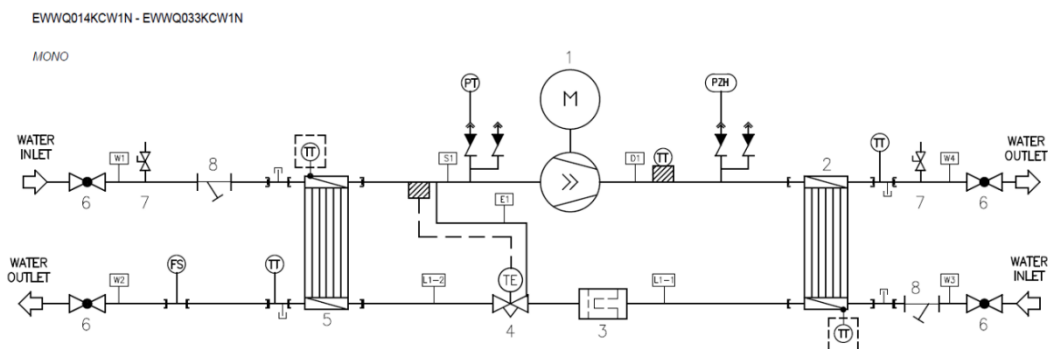 EWWQ014KCW1N - EWWQ033KCW1N
MONO
1
PT
M
PZH
WATER
INLET
W1
8
TT
S1
D1
TT
2
TT
W4
WATER
OUTLET
6
7
E1
7
6
WATER
OUTLET
W2
FS
TT
L1-2
TE
L1-1
8
W3
WATER
INLET
6
5
4
3
TT
6